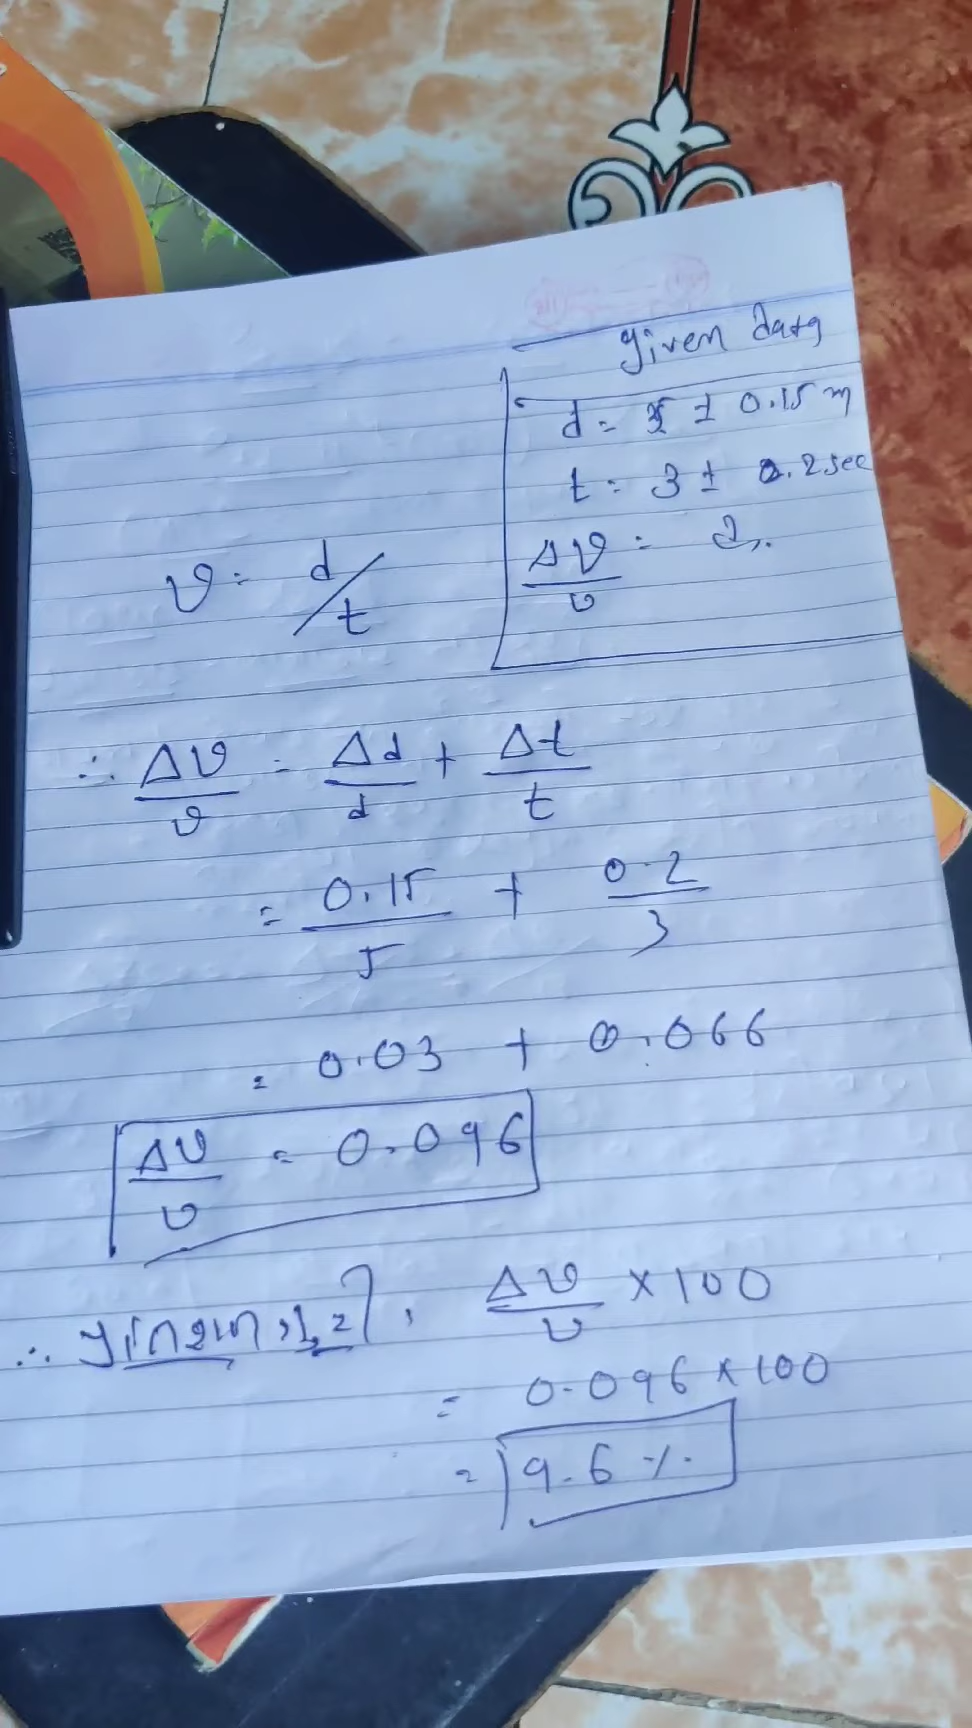 given data
d = 5 ± 0.15 m
t = 3 ± 0.2 sec
Δv/v = ?.
v = d/t
∴ Δv/v = Δd/d + Δt/t
= 0.15/5 + 0.2/3
= 0.03 + 0.066
Δv/v = 0.096
∴ Δv/v × 100
= 0.096 × 100
= 9.6 %